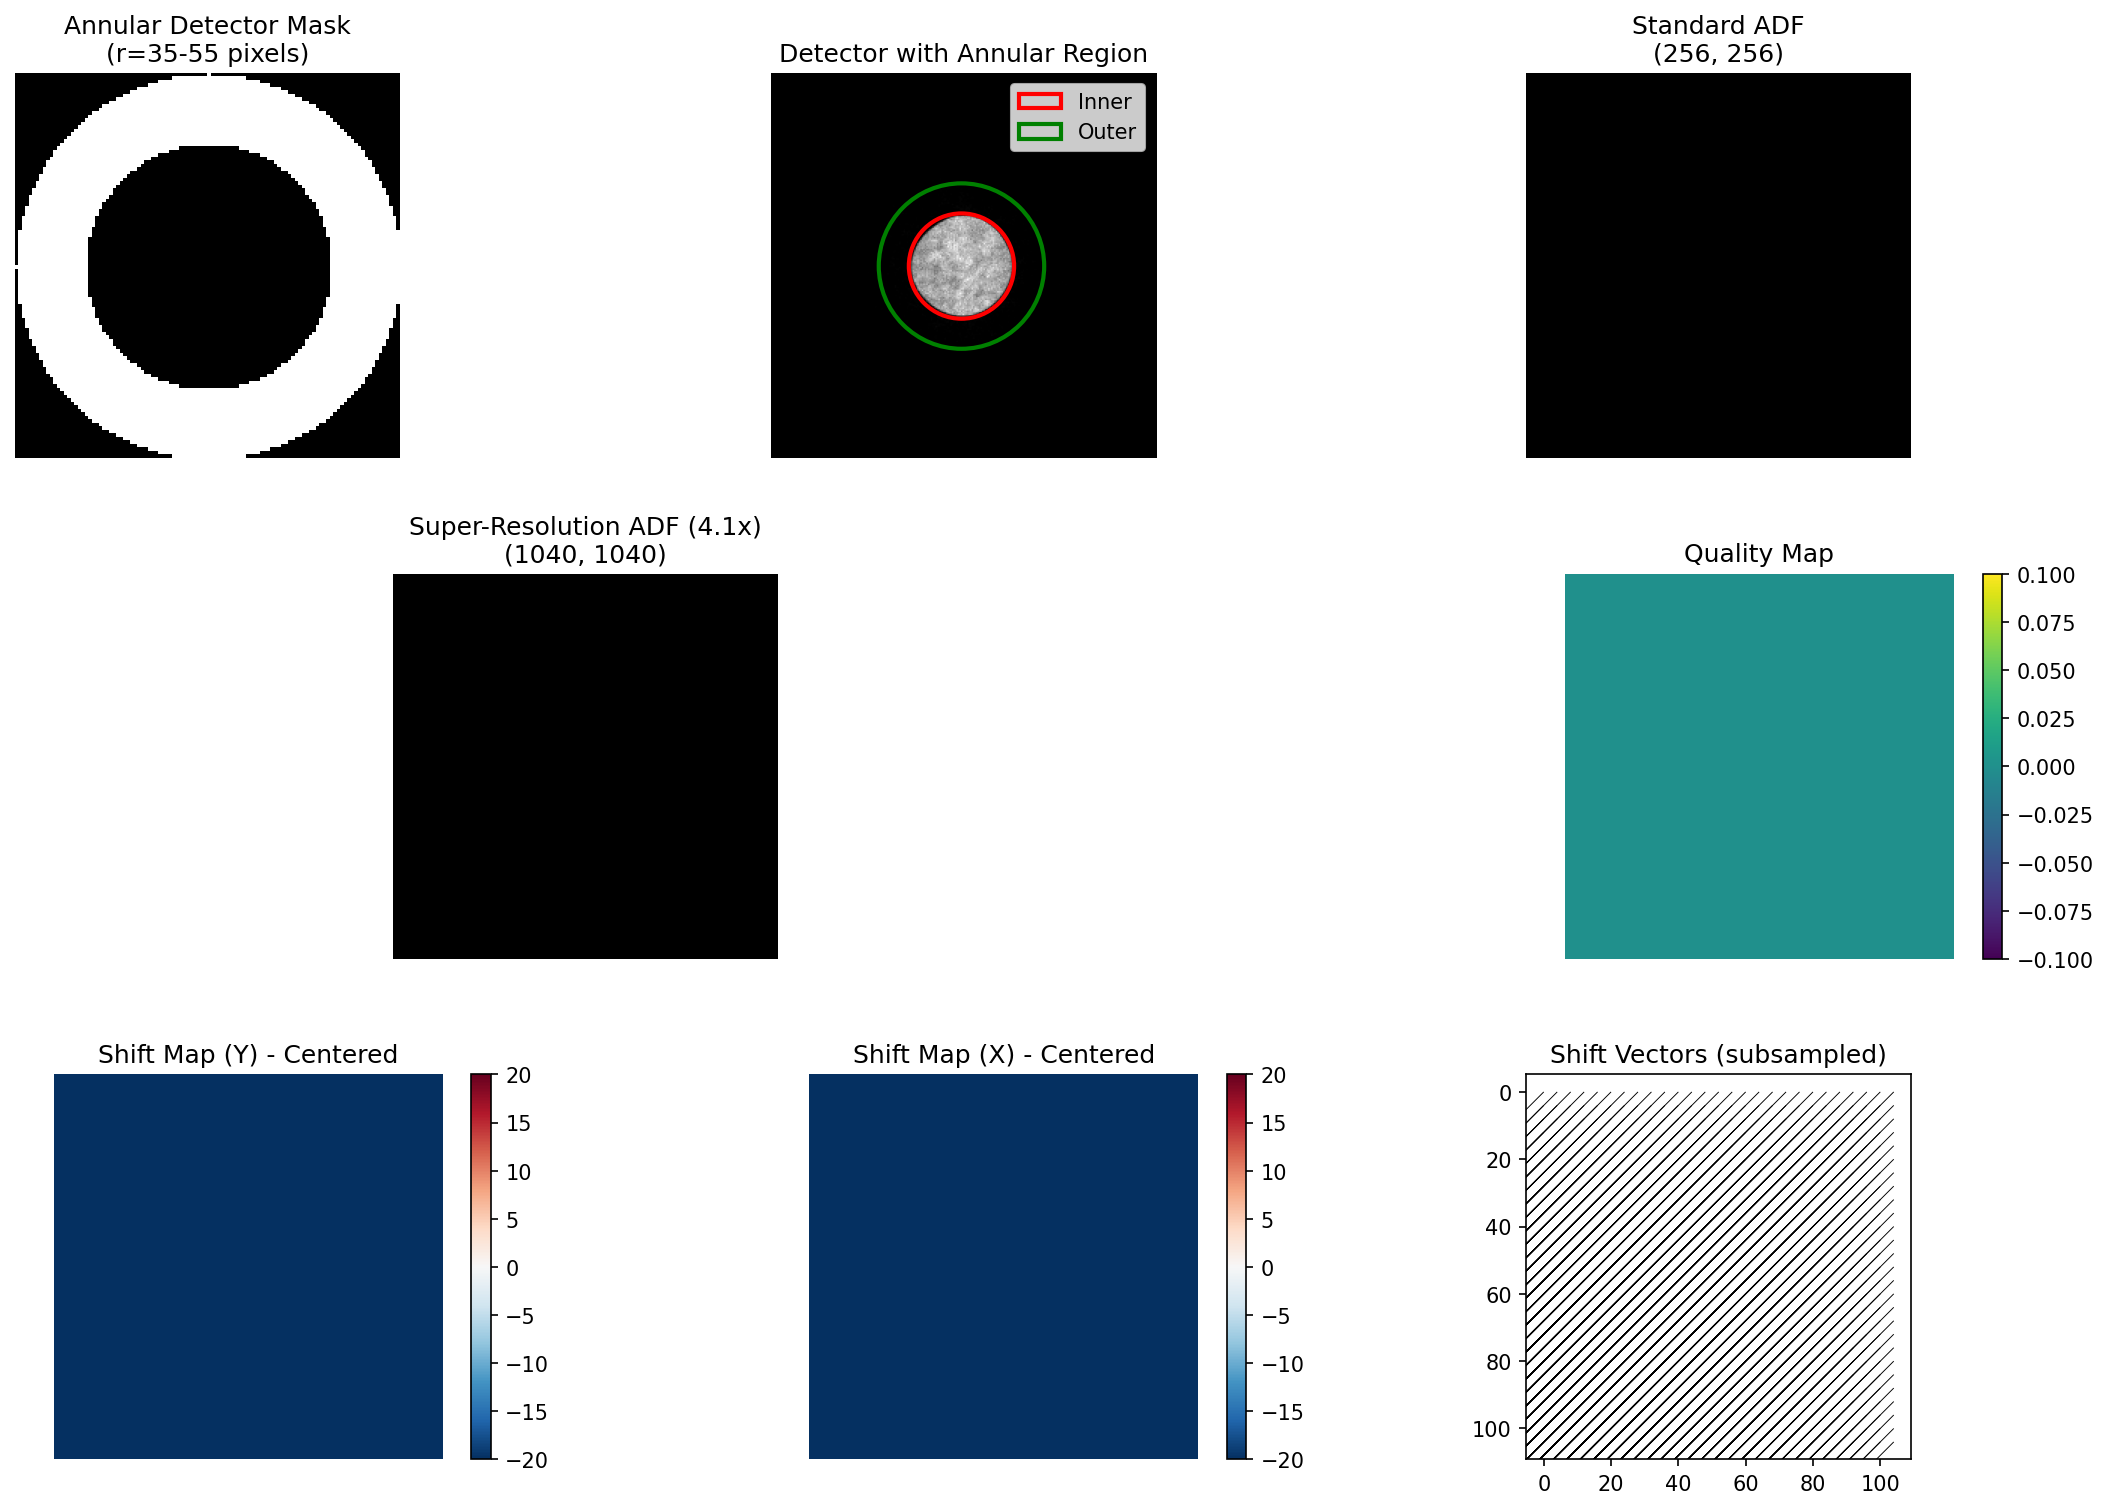 Annular Detector Mask
(r=35-55 pixels)
Detector with Annular Region
Inner
Outer
Standard ADF
(256, 256)
Super-Resolution ADF (4.1x)
(1040, 1040)
Quality Map
0.100
0.075
0.050
0.025
0.000
−0.025
−0.050
−0.075
−0.100
Shift Map (Y) - Centered
20
15
10
5
0
−5
−10
−15
−20
Shift Map (X) - Centered
20
15
10
5
0
−5
−10
−15
−20
Shift Vectors (subsampled)
0
20
40
60
80
100
0 20 40 60 80 100